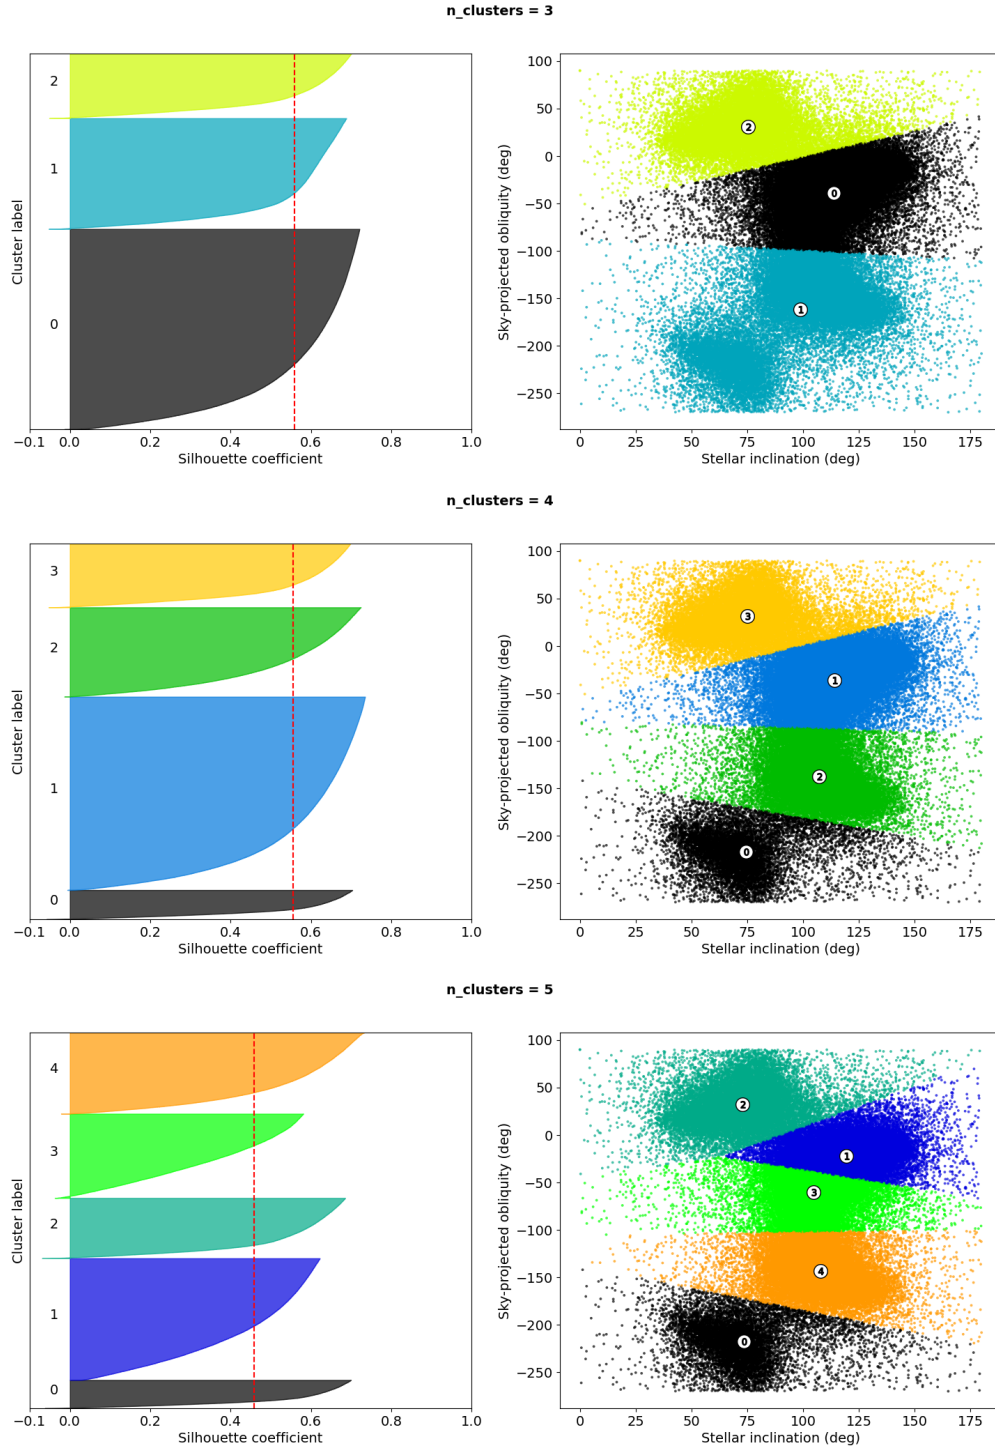 n_clusters = 3
2
1
0
Cluster label
−0.1 0.0 0.2 0.4 0.6 0.8 1.0
Silhouette coefficient
100
50
0
−50
−100
−150
−200
−250
Sky-projected obliquity (deg)
2
0
1
0 25 50 75 100 125 150 175
Stellar inclination (deg)
n_clusters = 4
3
2
1
0
Cluster label
−0.1 0.0 0.2 0.4 0.6 0.8 1.0
Silhouette coefficient
100
50
0
−50
−100
−150
−200
−250
Sky-projected obliquity (deg)
3
1
2
0
0 25 50 75 100 125 150 175
Stellar inclination (deg)
n_clusters = 5
4
3
2
1
0
Cluster label
−0.1 0.0 0.2 0.4 0.6 0.8 1.0
Silhouette coefficient
100
50
0
−50
−100
−150
−200
−250
Sky-projected obliquity (deg)
2
1
3
4
0
0 25 50 75 100 125 150 175
Stellar inclination (deg)